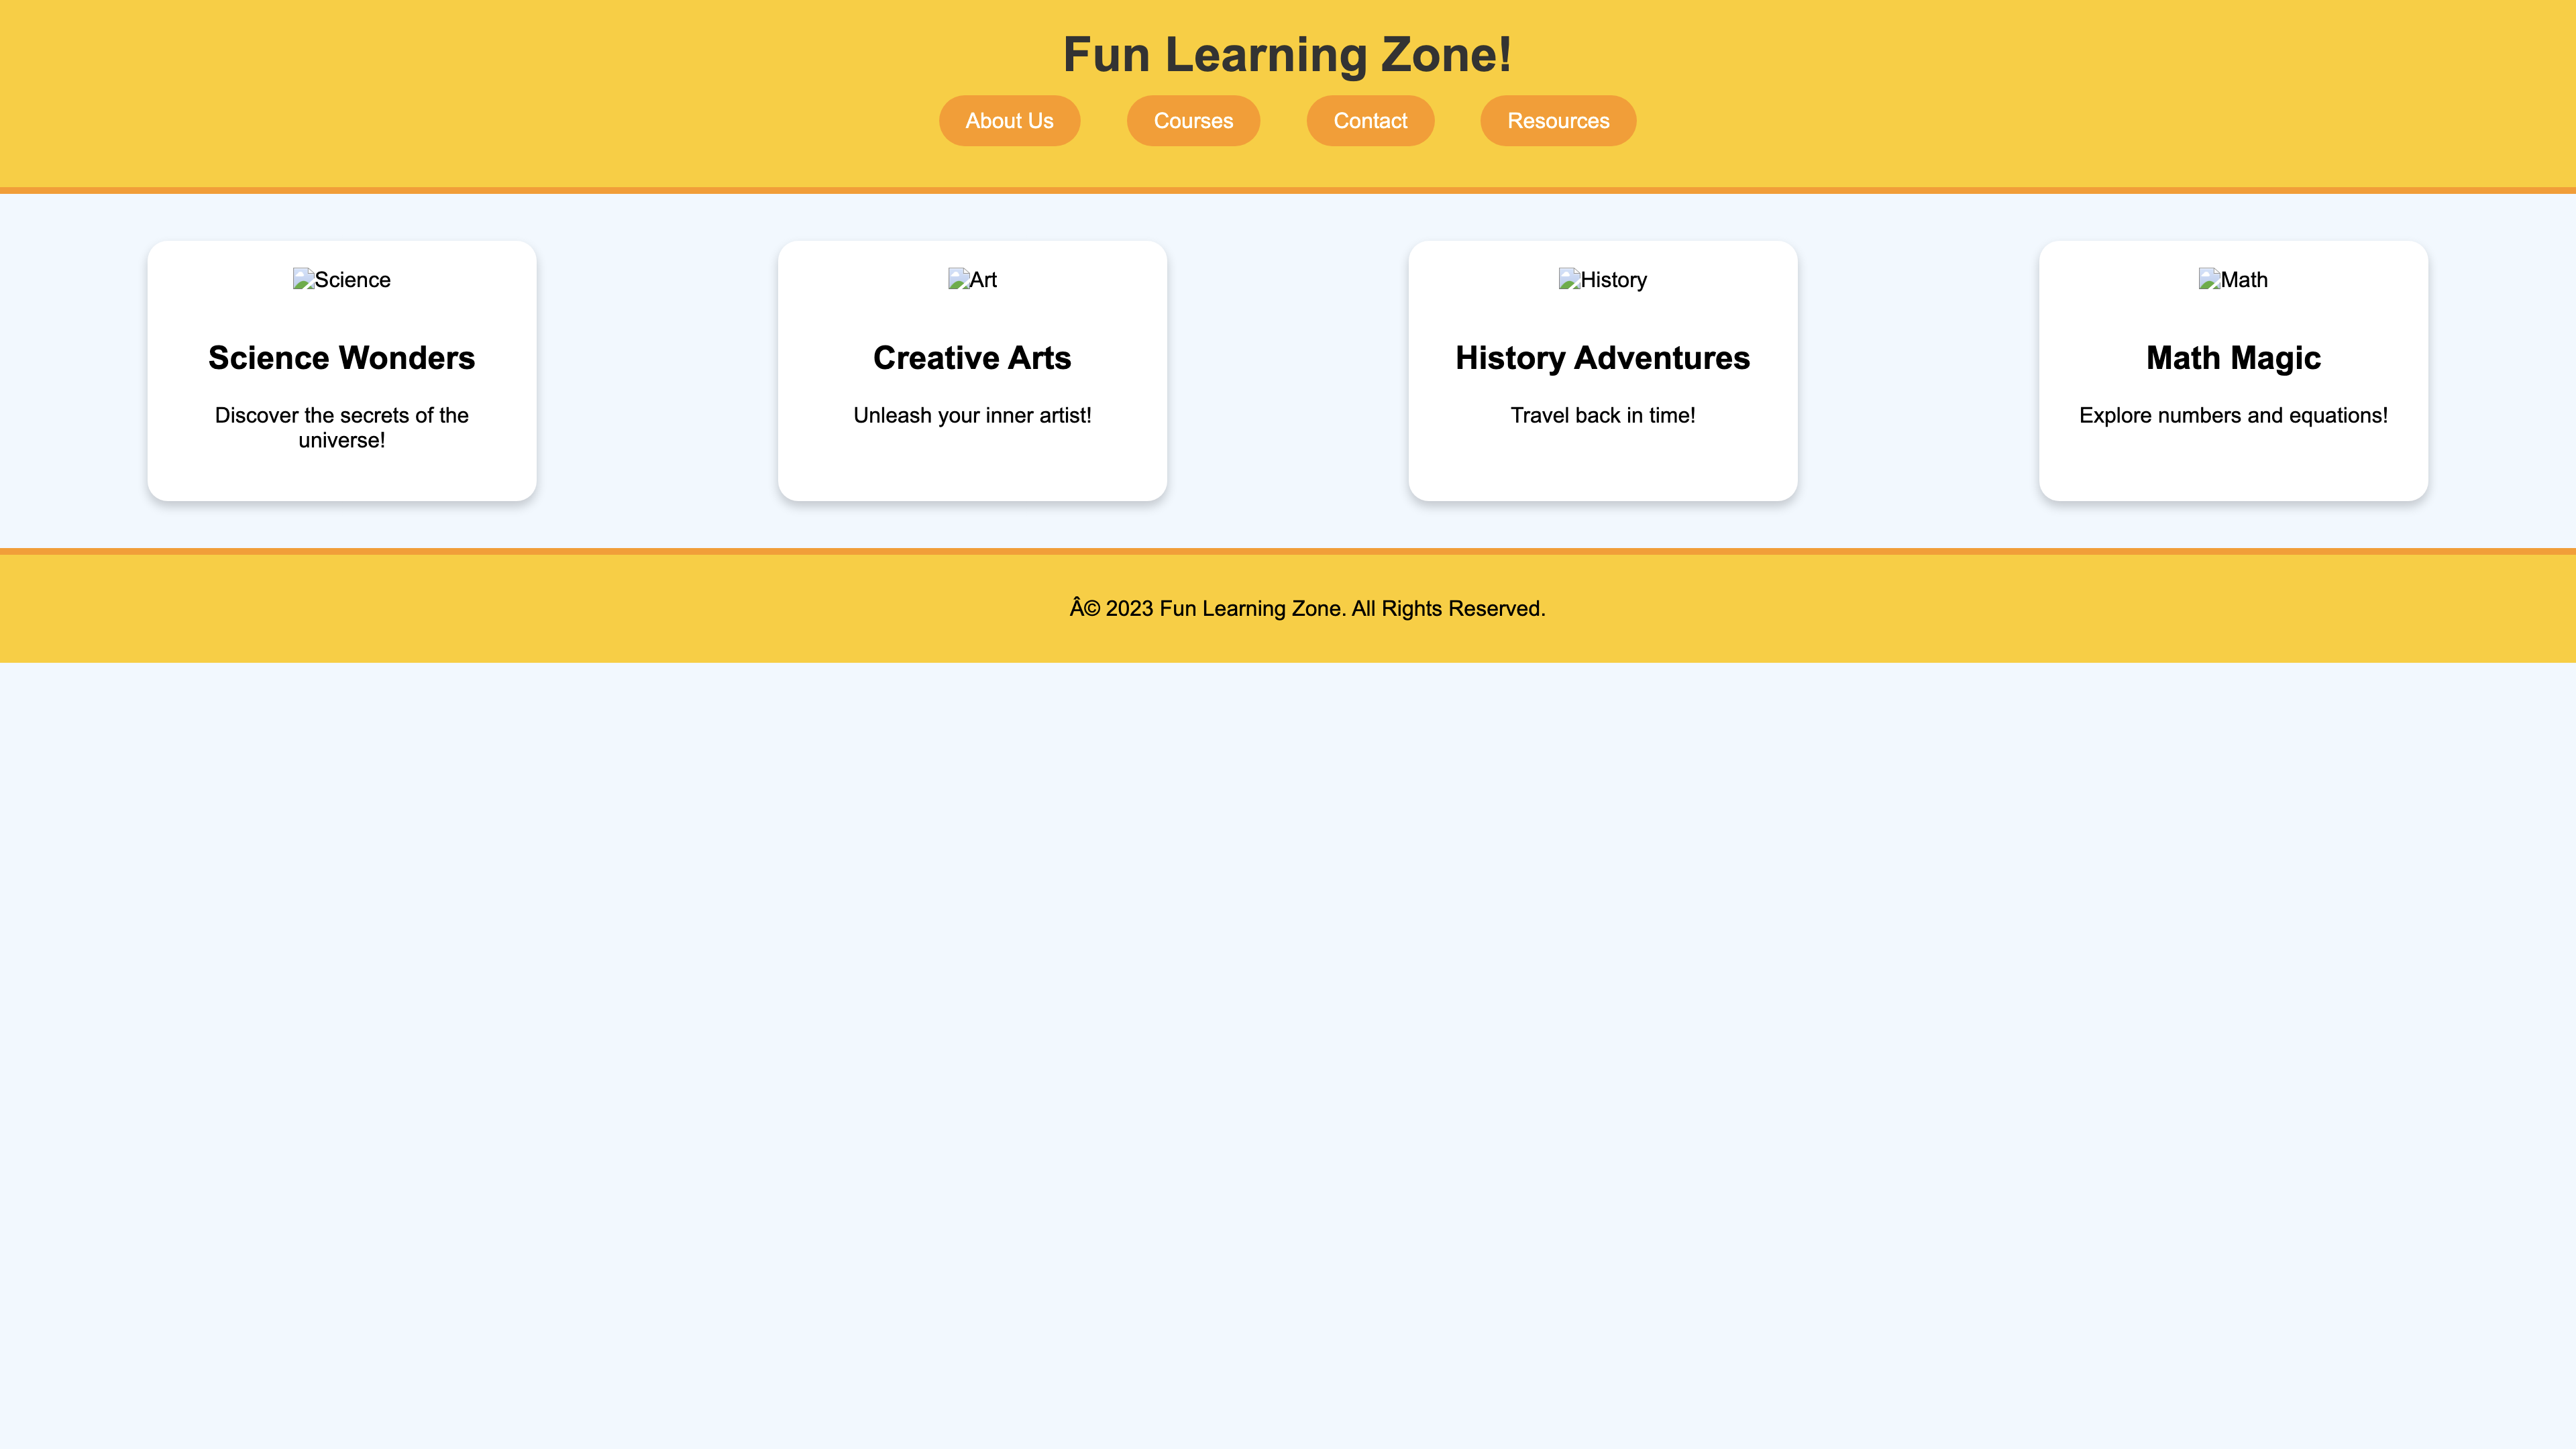 Fun Learning Zone!
About Us
Courses
Contact
Resources
Science
Science Wonders
Discover the secrets of the
universe!
Art
Creative Arts
Unleash your inner artist!
History
History Adventures
Travel back in time!
Math
Math Magic
Explore numbers and equations!
Â© 2023 Fun Learning Zone. All Rights Reserved.